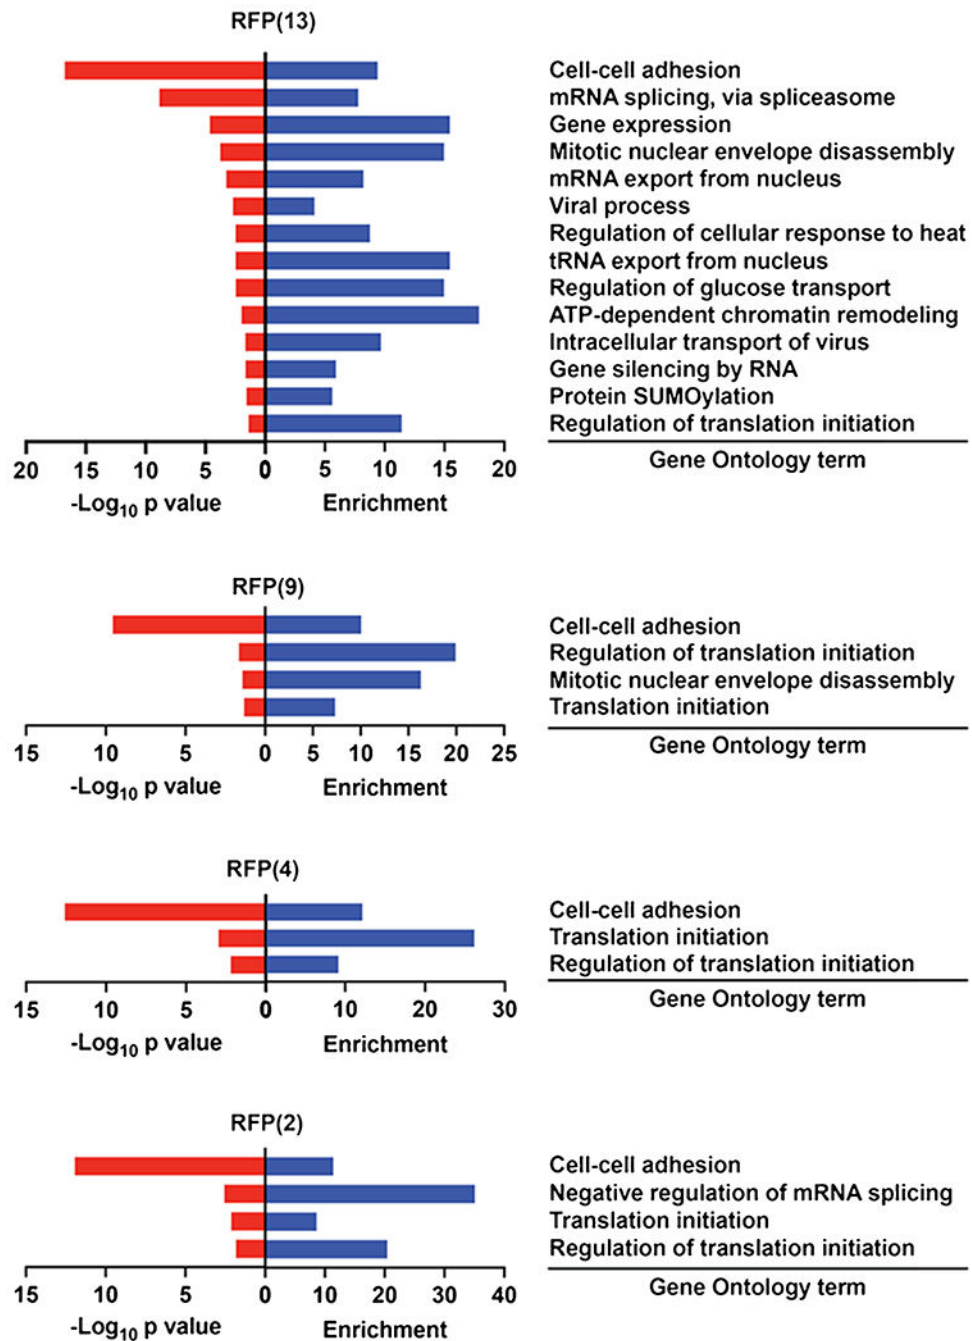 RFP(13)
Cell-cell adhesion
mRNA splicing, via spliceasome
Gene expression
Mitotic nuclear envelope disassembly
mRNA export from nucleus
Viral process
Regulation of cellular response to heat
tRNA export from nucleus
Regulation of glucose transport
ATP-dependent chromatin remodeling
Intracellular transport of virus
Gene silencing by RNA
Protein SUMOylation
Regulation of translation initiation
20 15 10 5 0 5 10 15 20
Gene Ontology term
-Log10 p value Enrichment
RFP(9)
Cell-cell adhesion
Regulation of translation initiation
Mitotic nuclear envelope disassembly
Translation initiation
15 10 5 0 5 10 15 20 25
Gene Ontology term
-Log10 p value Enrichment
RFP(4)
Cell-cell adhesion
Translation initiation
Regulation of translation initiation
15 10 5 0 10 20 30
Gene Ontology term
-Log10 p value Enrichment
RFP(2)
Cell-cell adhesion
Negative regulation of mRNA splicing
Translation initiation
Regulation of translation initiation
15 10 5 0 10 20 30 40
Gene Ontology term
-Log10 p value Enrichment